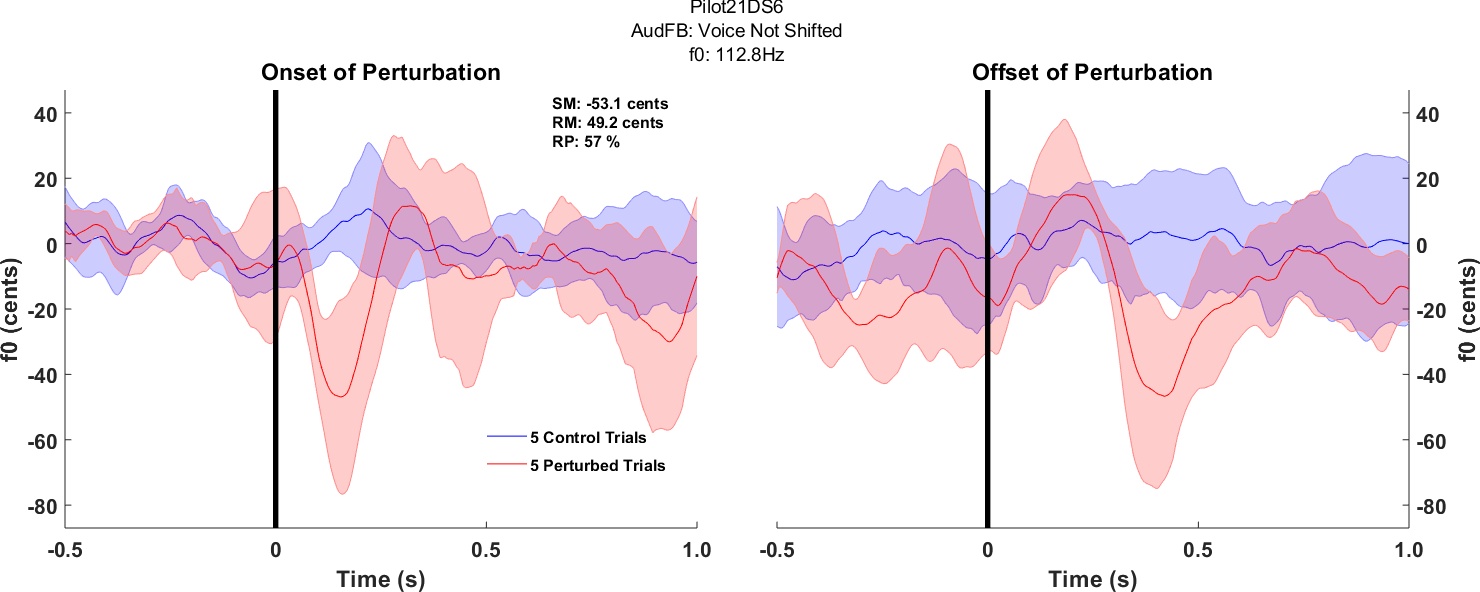 Pilot21DS6
AudFB: Voice Not Shifted
f0: 112.8Hz
Onset of Perturbation
Offset of Perturbation
SM: -53.1 cents
RM: 49.2 cents
RP: 57 %
40
20
0
-20
-40
-60
-80
f0 (cents)
5 Control Trials
5 Perturbed Trials
-0.5
0
0.5
1.0
Time (s)
40
20
0
-20
-40
-60
-80
f0 (cents)
-0.5
0
0.5
1.0
Time (s)